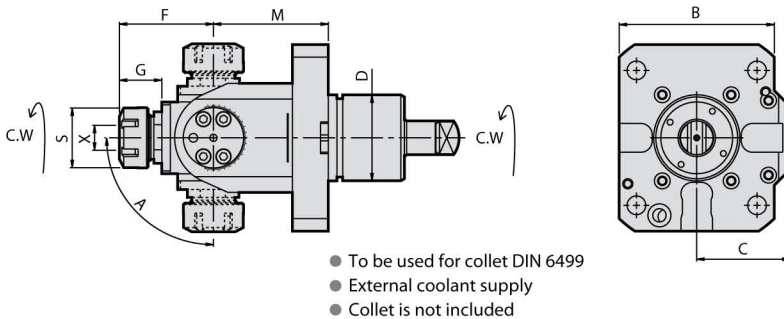 F
M
B
G
D
C.W
S
X
C.W
A
C
To be used for collet DIN 6499
External coolant supply
Collet is not included